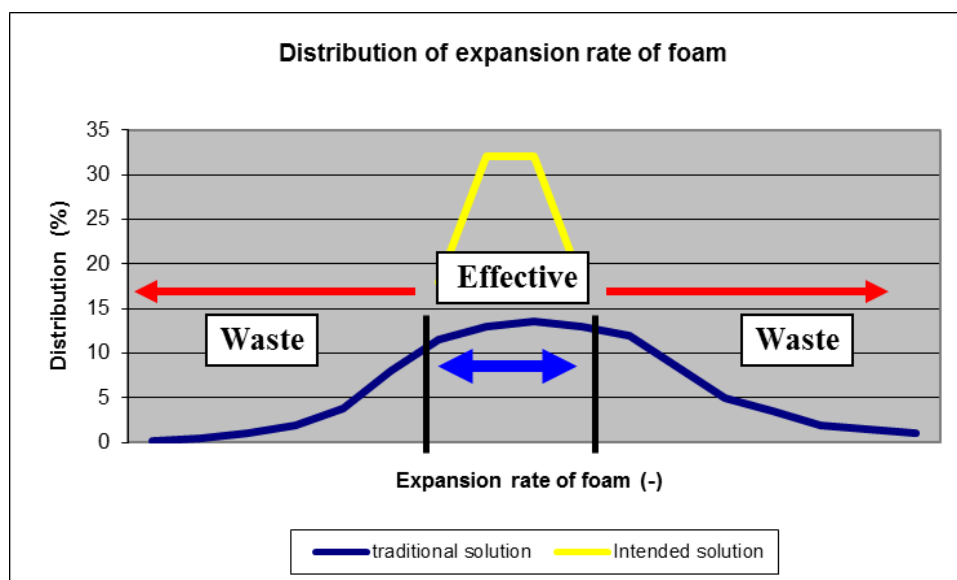 Distribution of expansion rate of foam
Distribution (%)
35
30
25
20
15
10
5
0
Effective
Waste
Waste
Expansion rate of foam (-)
traditional solution
Intended solution